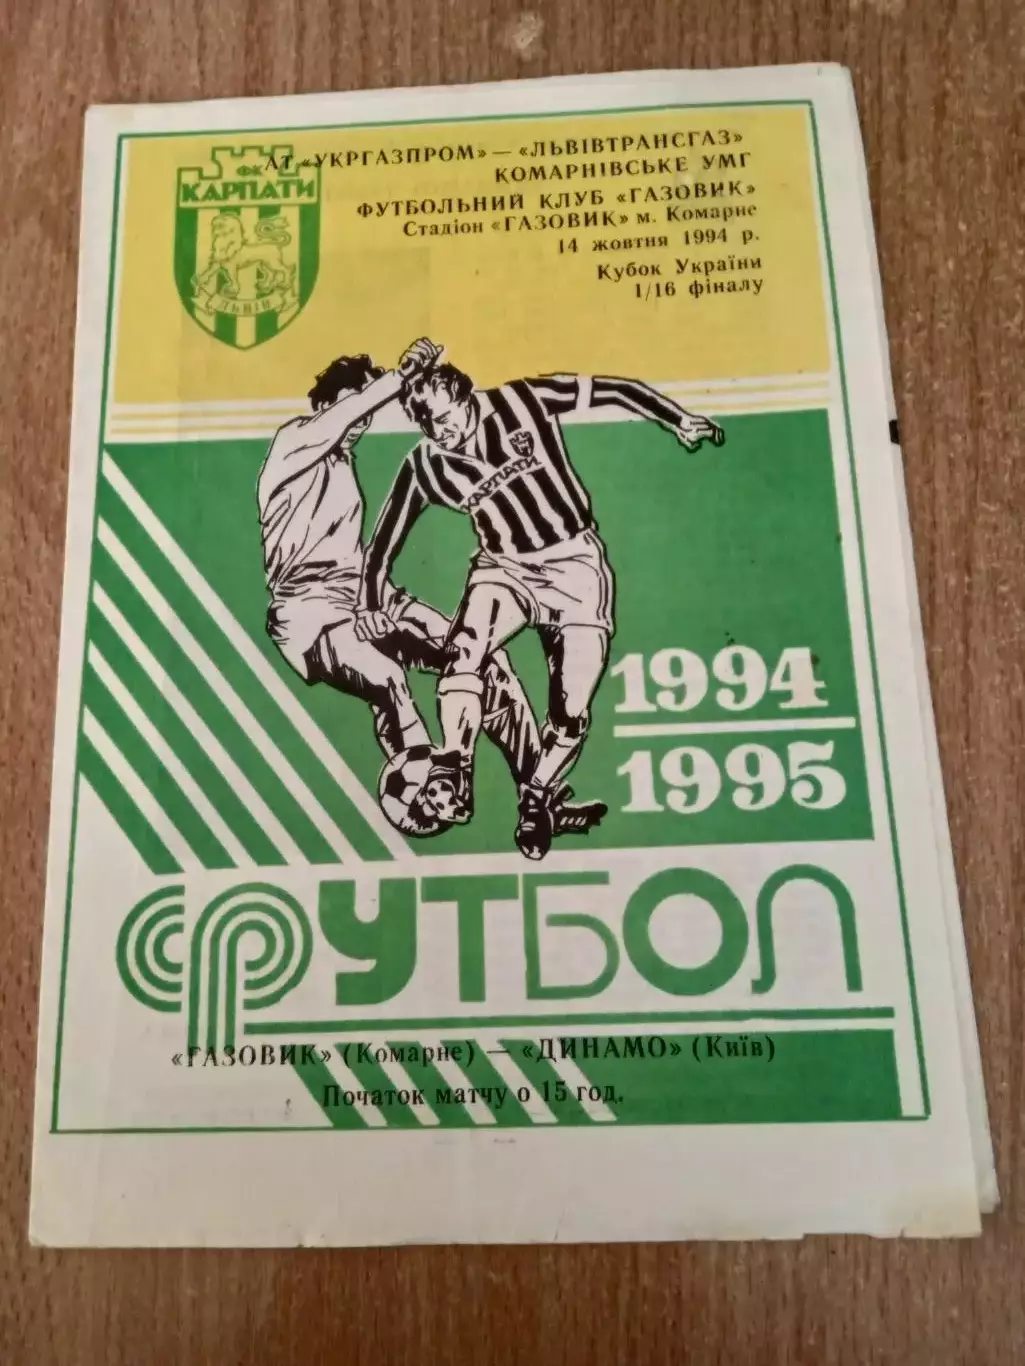 АТ «УКРГАЗПРОМ» — «ЛЬВІВТРАНСГАЗ»
КОМАРНІВСЬКЕ УМГ
ФУТБОЛЬНИЙ КЛУБ «ГАЗОВИК»
Стадіон «ГАЗОВИК» м. Комарне
14 жовтня 1994 р.
Кубок України
1/16 фіналу
ФК
КАРПАТИ
ЛЬВІВ
КАРПАТИ
1994
1995
ФУТБОЛ
«ГАЗОВИК» (Комарне) — «ДИНАМО» (Київ)
Початок матчу о 15 год.